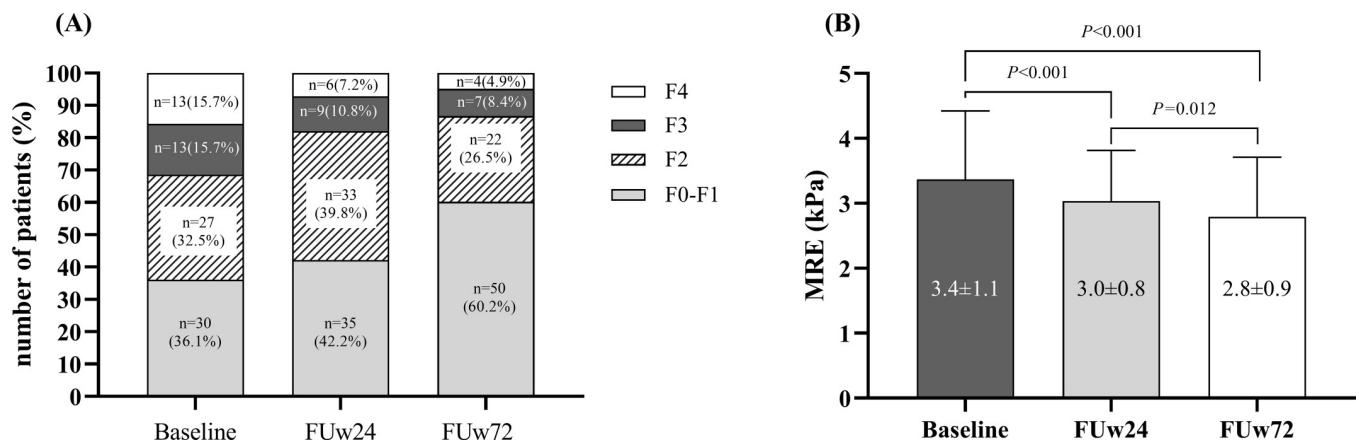 (A)
number of patients (%)
100
90
80
70
60
50
40
30
20
10
0
n=13(15.7%)
n=13(15.7%)
n=27
(32.5%)
n=30
(36.1%)
n=6(7.2%)
n=9(10.8%)
n=33
(39.8%)
n=35
(42.2%)
n=4(4.9%)
n=7(8.4%)
n=22
(26.5%)
n=50
(60.2%)
Baseline
FUw24
FUw72
F4
F3
F2
F0-F1
(B)
P<0.001
P<0.001
P=0.012
MRE (kPa)
5
4
3
2
1
0
3.4±1.1
3.0±0.8
2.8±0.9
Baseline
FUw24
FUw72